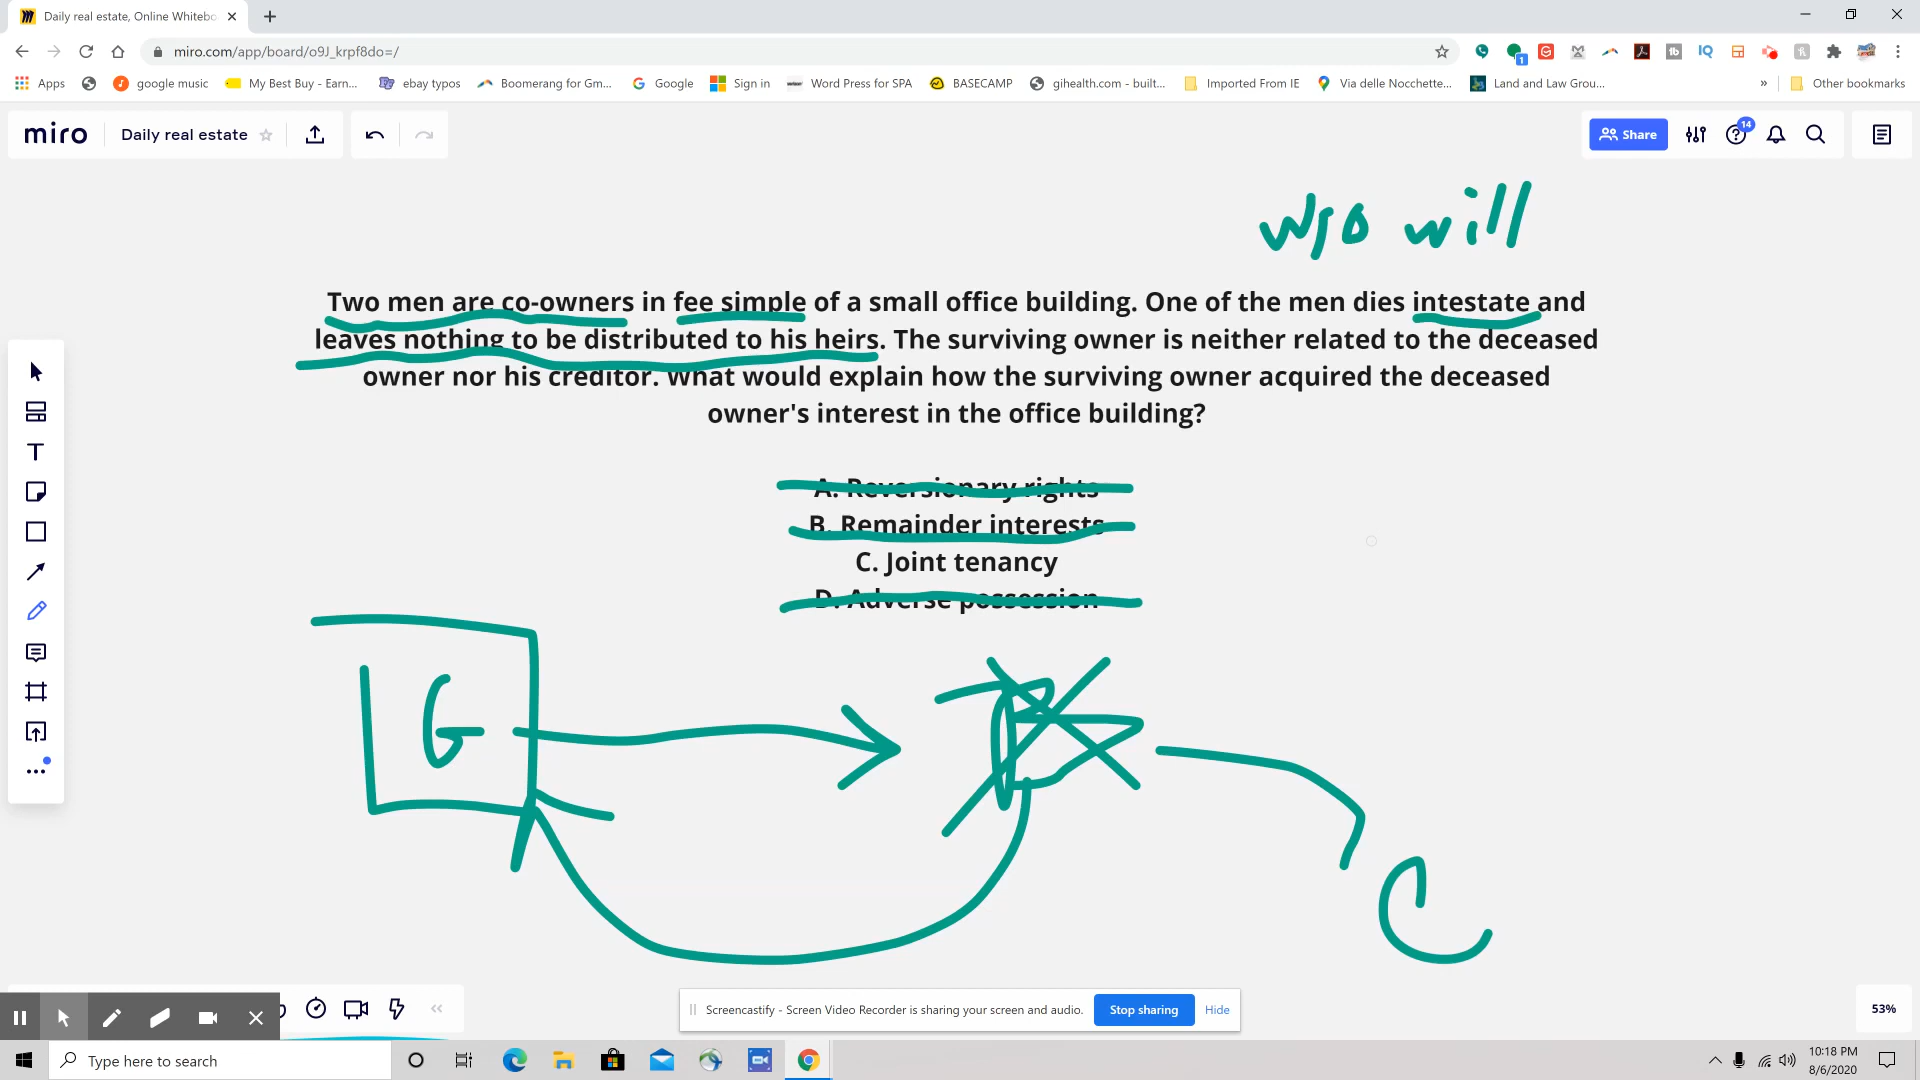 Daily real estate, Online Whitebo
miro.com/app/board/o9J_krpf8do=/
Apps google music My Best Buy - Earn... ebay typos Boomerang for Gm... Google Sign in Word Press for SPA BASECAMP gihealth.com - built... Imported From IE Via delle Nocchette... Land and Law Grou... » Other bookmarks
miro Daily real estate Share 14
w/o will
Two men are co-owners in fee simple of a small office building. One of the men dies intestate and
leaves nothing to be distributed to his heirs. The surviving owner is neither related to the deceased
owner nor his creditor. What would explain how the surviving owner acquired the deceased
owner's interest in the office building?
A. Reversionary rights
B. Remainder interests
C. Joint tenancy
D. Adverse possession
G
C
Screencastify - Screen Video Recorder is sharing your screen and audio. Stop sharing Hide
53%
Type here to search
10:18 PM
8/6/2020